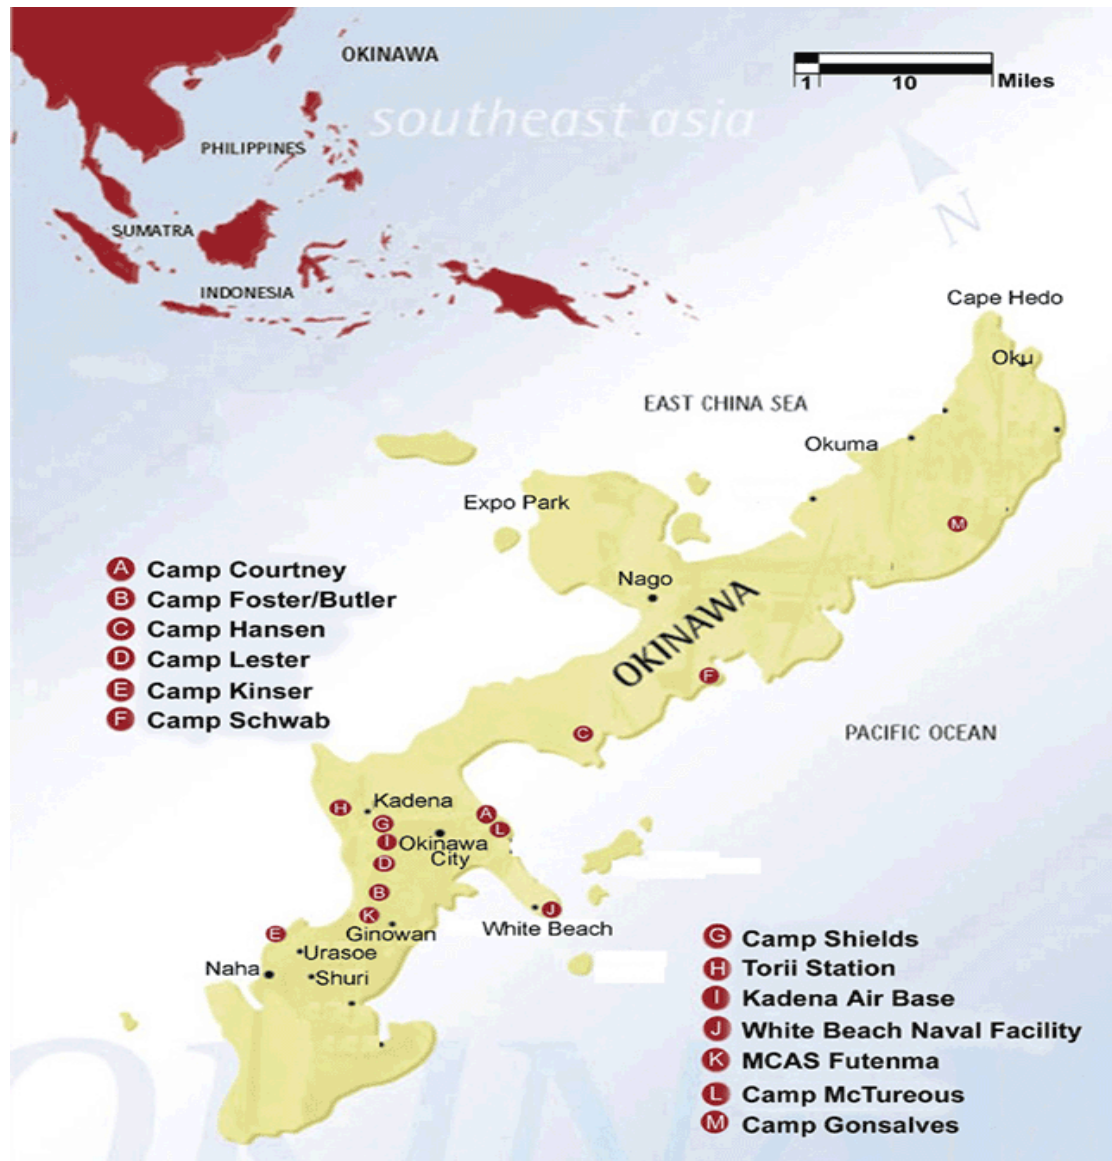 OKINAWA
southeast asia
1 10 Miles
PHILIPPINES
SUMATRA
INDONESIA
N
Cape Hedo
Oku
EAST CHINA SEA
Okuma
Expo Park
M
Nago
OKINAWA
A Camp Courtney
B Camp Foster/Butler
C Camp Hansen
D Camp Lester
E Camp Kinser
F Camp Schwab
F
C
PACIFIC OCEAN
Kadena
H
A
G
L
I
Okinawa
City
D
B
K
J
Ginowan
White Beach
E
Urasoe
Naha
Shuri
G Camp Shields
H Torii Station
I Kadena Air Base
J White Beach Naval Facility
K MCAS Futenma
L Camp McTureous
M Camp Gonsalves